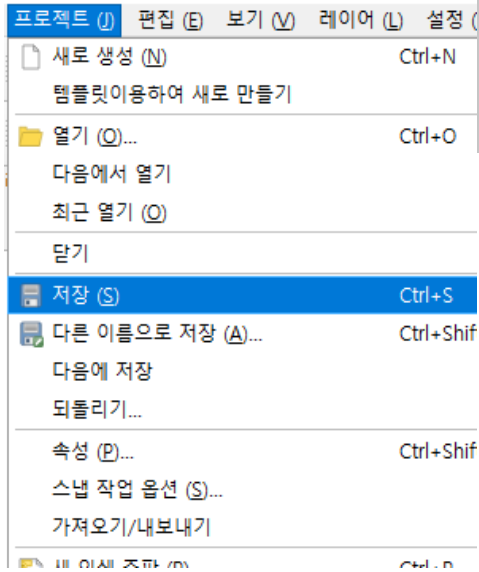 프로젝트 (J) 편집 (E) 보기 (V) 레이어 (L) 설정 (
새로 생성 (N) Ctrl+N
템플릿이용하여 새로 만들기
열기 (O)... Ctrl+O
다음에서 열기
최근 열기 (O)
닫기
저장 (S) Ctrl+S
다른 이름으로 저장 (A)... Ctrl+Shif
다음에 저장
되돌리기...
속성 (P)... Ctrl+Shif
스냅 작업 옵션 (S)...
가져오기/내보내기
새 인쇄 (P) Ctrl+P